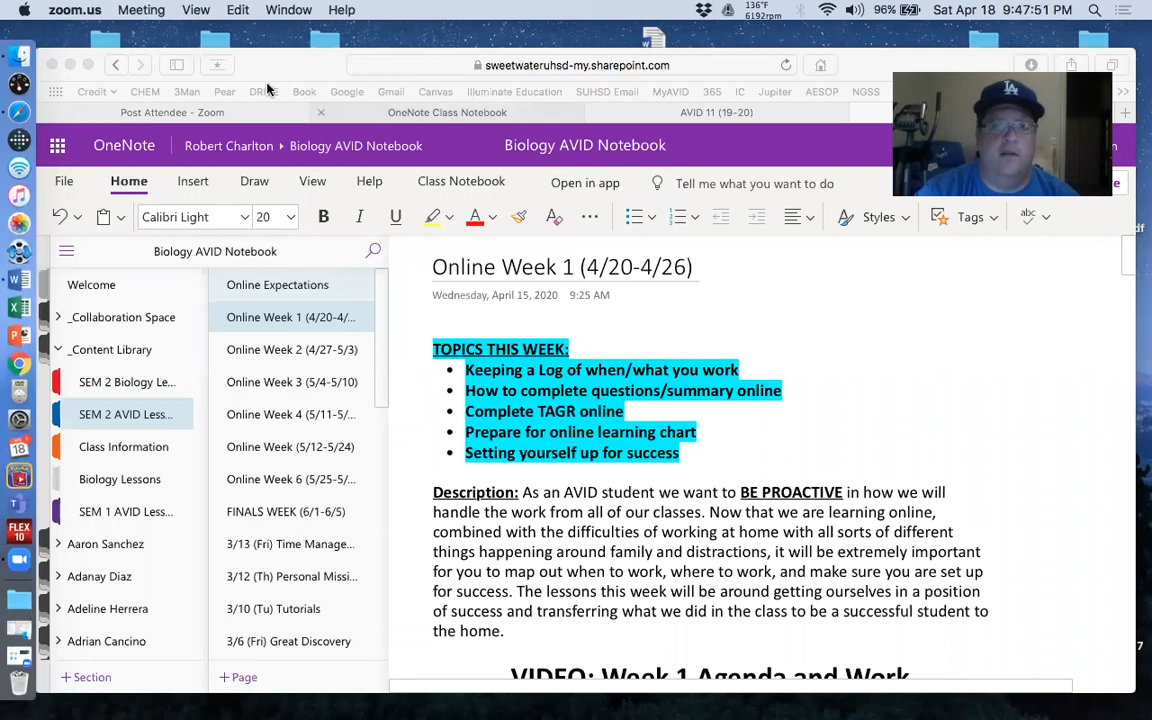 zoom.us Meeting View Edit Window Help 136°F 6192rpm 96% Sat Apr 18 9:47:51 PM
sweetwateruhsd-my.sharepoint.com
Credit CHEM 3Man Pear Book Google Gmail Canvas Illuminate Education SUHSD Email MyAVID 365 IC Jupiter AESOP NGSS
Post Attendee - Zoom OneNote Class Notebook AVID 11 (19-20)
OneNote Robert Charlton Biology AVID Notebook Biology AVID Notebook
File Home Insert Draw View Help Class Notebook Open in app Tell me what you want to do
Calibri Light 20 B I U A Styles Tags abc
Biology AVID Notebook
Welcome
_Collaboration Space
_Content Library
SEM 2 Biology Le...
SEM 2 AVID Less...
Class Information
Biology Lessons
SEM 1 AVID Less...
Aaron Sanchez
Adanay Diaz
Adeline Herrera
Adrian Cancino
+ Section
Online Expectations
Online Week 1 (4/20-4/...
Online Week 2 (4/27-5/3)
Online Week 3 (5/4-5/10)
Online Week 4 (5/11-5/...
Online Week (5/12-5/24)
Online Week 6 (5/25-5/...
FINALS WEEK (6/1-6/5)
3/13 (Fri) Time Manage...
3/12 (Th) Personal Missi...
3/10 (Tu) Tutorials
3/6 (Fri) Great Discovery
+ Page
Online Week 1 (4/20-4/26)
Wednesday, April 15, 2020 9:25 AM
TOPICS THIS WEEK:
• Keeping a Log of when/what you work
• How to complete questions/summary online
• Complete TAGR online
• Prepare for online learning chart
• Setting yourself up for success
Description: As an AVID student we want to BE PROACTIVE in how we will
handle the work from all of our classes. Now that we are learning online,
combined with the difficulties of working at home with all sorts of different
things happening around family and distractions, it will be extremely important
for you to map out when to work, where to work, and make sure you are set up
for success. The lessons this week will be around getting ourselves in a position
of success and transferring what we did in the class to be a successful student to
the home.
VIDEO: Week 1 Agenda and Work
FLEX
10
LA